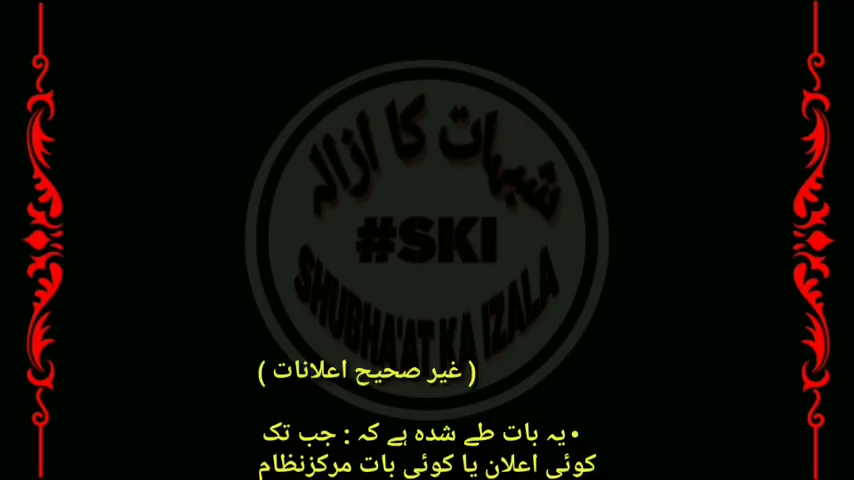 شبہات کا ازالہ
#SKI
SHUBHA'AT KA IZALA
( غیر صحیح اعلانات )
• یہ بات طے شدہ ہے کہ : جب تک
کوئی اعلان یا کوئی بات مرکزنظام